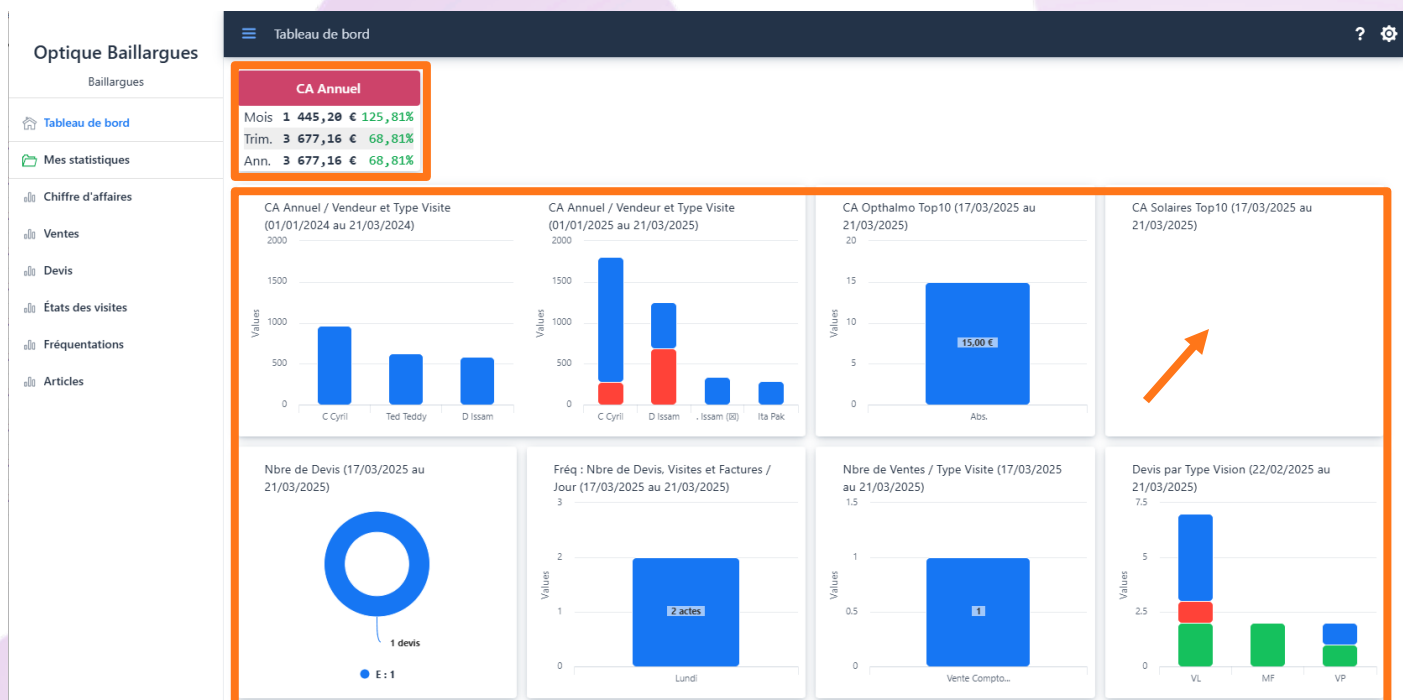 Optique Baillargues
Baillargues
Tableau de bord
Mes statistiques
Chiffre d'affaires
Ventes
Devis
États des visites
Fréquentations
Articles
Tableau de bord
?
CA Annuel
Mois 1 445,20 € 125,81%
Trim. 3 677,16 € 68,81%
Ann. 3 677,16 € 68,81%
CA Annuel / Vendeur et Type Visite
(01/01/2024 au 21/03/2024)
2000
1500
1000
500
0
Values
C Cyril Ted Teddy D Issam
CA Annuel / Vendeur et Type Visite
(01/01/2025 au 21/03/2025)
2000
1500
1000
500
0
Values
C Cyril D Issam . Issam (☒) Ita Pak
CA Opthalmo Top10 (17/03/2025 au
21/03/2025)
20
15
10
5
0
Values
15,00 €
Abs.
CA Solaires Top10 (17/03/2025 au
21/03/2025)
Nbre de Devis (17/03/2025 au
21/03/2025)
1 devis
E : 1
Fréq : Nbre de Devis, Visites et Factures /
Jour (17/03/2025 au 21/03/2025)
3
2
1
0
Values
2 actes
Lundi
Nbre de Ventes / Type Visite (17/03/2025
au 21/03/2025)
1.5
1
0.5
0
Values
1
Vente Compto...
Devis par Type Vision (22/02/2025 au
21/03/2025)
7.5
5
2.5
0
Values
VL MF VP